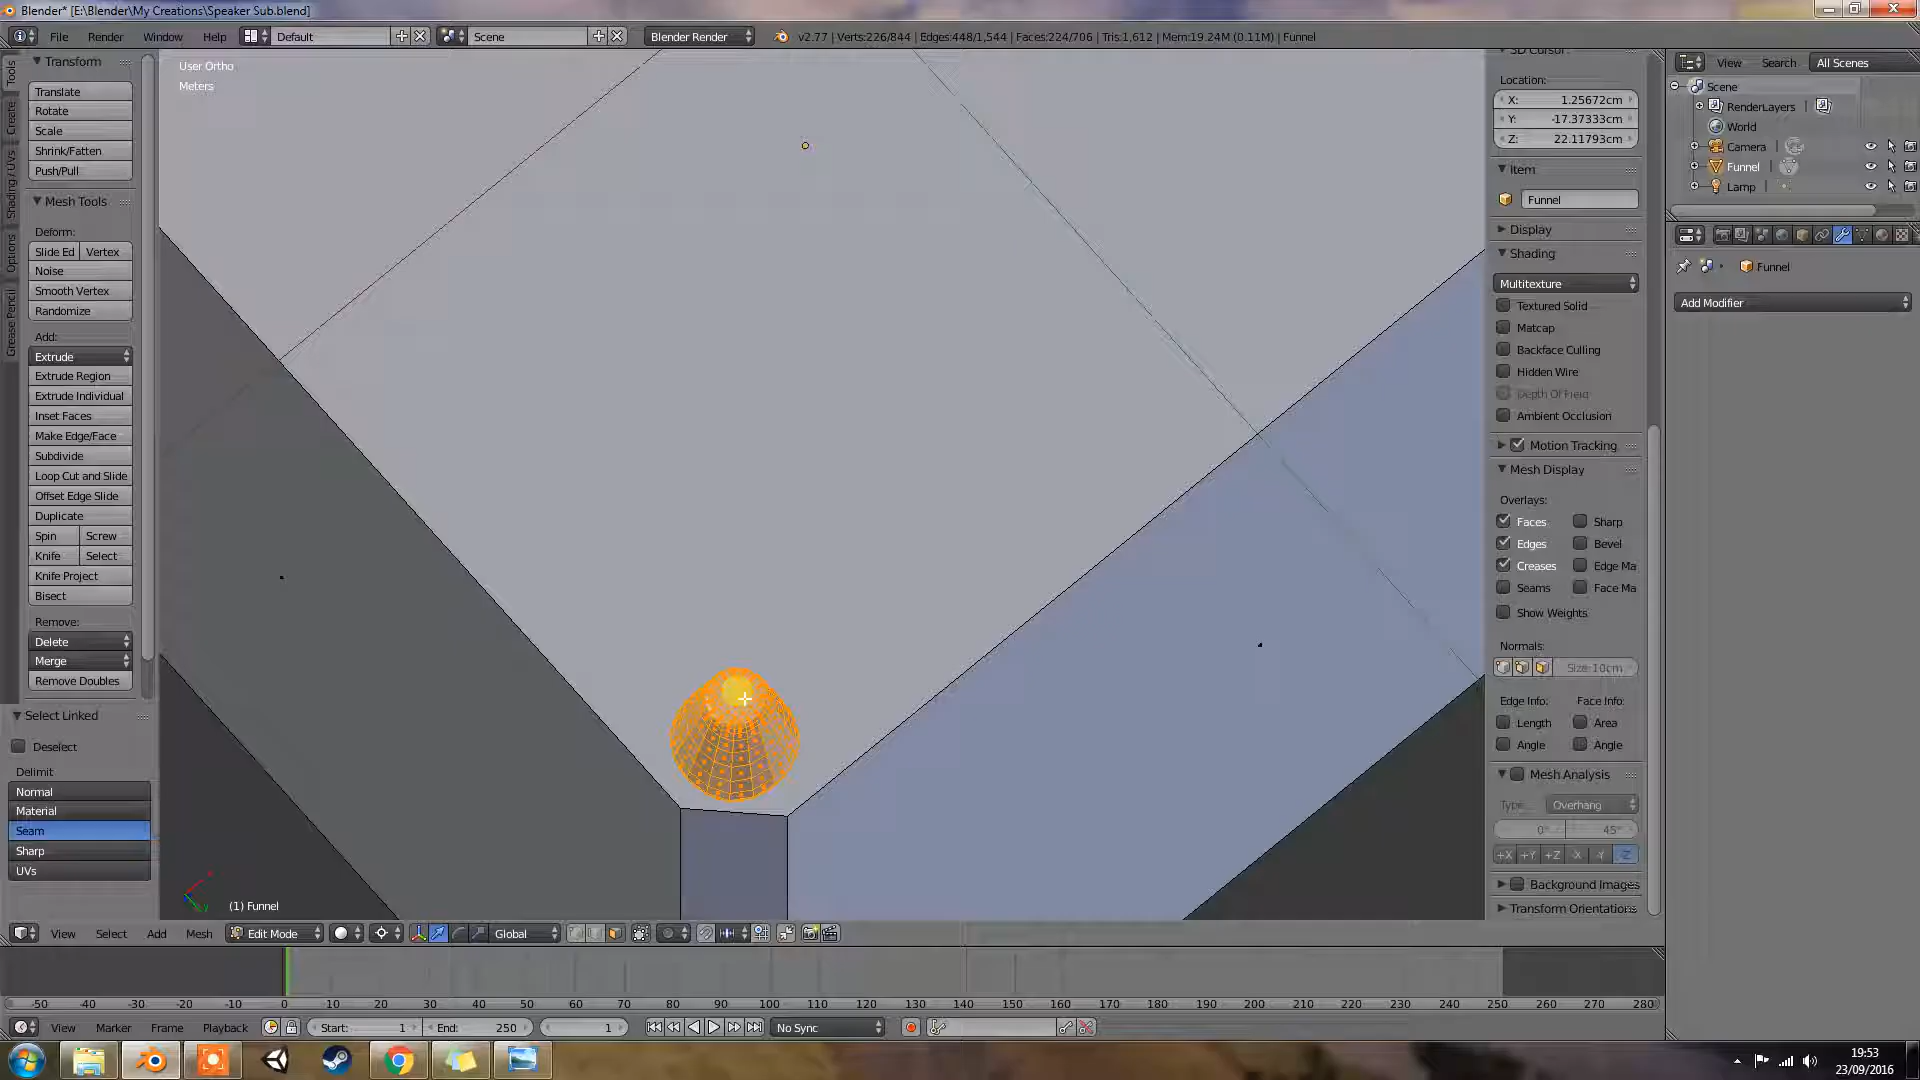 Blender* [E:\Blender\My Creations\Speaker Sub.blend]
File Render Window Help Default Scene Blender Render v2.77 | Verts:226/844 | Edges:448/1,544 | Faces:224/706 | Tris:1,612 | Mem:19.24M (0.11M) | Funnel
Tools
Create
Shading / UVs
Options
Grease Pencil
Transform
Translate
Rotate
Scale
Shrink/Fatten
Push/Pull
Mesh Tools
Deform:
Slide Ed Vertex
Noise
Smooth Vertex
Randomize
Add:
Extrude
Extrude Region
Extrude Individual
Inset Faces
Make Edge/Face
Subdivide
Loop Cut and Slide
Offset Edge Slide
Duplicate
Spin Screw
Knife Select
Knife Project
Bisect
Remove:
Delete
Merge
Remove Doubles
Select Linked
Deselect
Delimit
Normal
Material
Seam
Sharp
UVs
User Ortho
Meters
(1) Funnel
3D Cursor:
Location:
X: 1.25672cm
Y: -17.37333cm
Z: 22.11793cm
Item
Funnel
Display
Shading
Multitexture
Textured Solid
Matcap
Backface Culling
Hidden Wire
Depth Of Field
Ambient Occlusion
Motion Tracking
Mesh Display
Overlays:
Faces Sharp
Edges Bevel
Creases Edge Ma
Seams Face Ma
Show Weights
Normals:
Size:10cm
Edge Info: Face Info:
Length Area
Angle Angle
Mesh Analysis
Type: Overhang
0° 45°
+X +Y +Z -X -Y -Z
Background Images
Transform Orientations
View Search All Scenes
Scene
RenderLayers
World
Camera
Funnel
Lamp
Funnel
Add Modifier
View Select Add Mesh Edit Mode Global
-50 -40 -30 -20 -10 0 10 20 30 40 50 60 70 80 90 100 110 120 130 140 150 160 170 180 190 200 210 220 230 240 250 260 270 280
View Marker Frame Playback Start: 1 End: 250 1 No Sync
19:53
23/09/2016